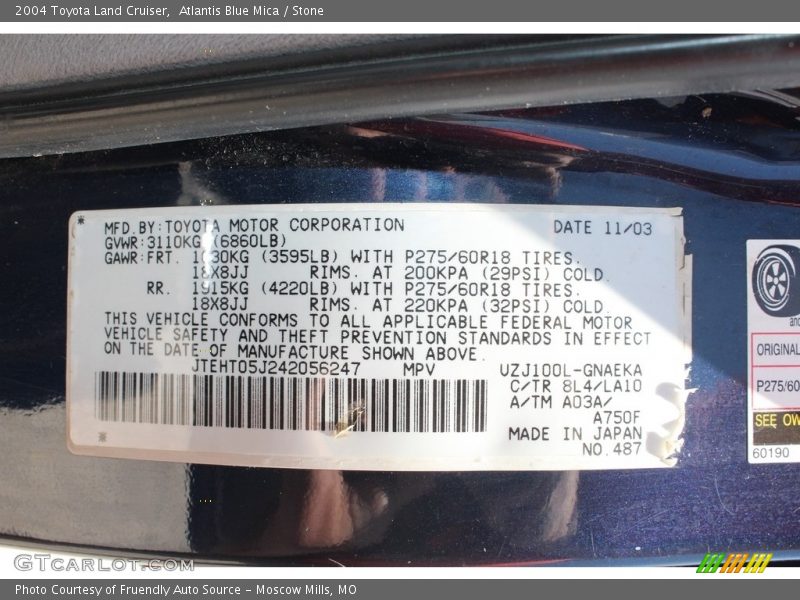 2004 Toyota Land Cruiser,  Atlantis Blue Mica / Stone
MFD.BY:TOYOTA MOTOR CORPORATION DATE 11/03
GVWR:3110KG (6860LB)
GAWR:FRT. 1630KG (3595LB) WITH P275/60R18 TIRES.
18X8JJ RIMS. AT 200KPA (29PSI) COLD.
RR. 1915KG (4220LB) WITH P275/60R18 TIRES.
18X8JJ RIMS. AT 220KPA (32PSI) COLD.
THIS VEHICLE CONFORMS TO ALL APPLICABLE FEDERAL MOTOR
VEHICLE SAFETY AND THEFT PREVENTION STANDARDS IN EFFECT
ON THE DATE OF MANUFACTURE SHOWN ABOVE.
JTEHT05J242056247 MPV UZJ100L-GNAEKA
C/TR 8L4/LA10
A/TM A03A/
A750F
MADE IN JAPAN
NO.487
and
ORIGINAL
P275/60
SEE OW
60190
GTCARLOT.COM
Photo Courtesy of Fruendly Auto Source - Moscow Mills, MO